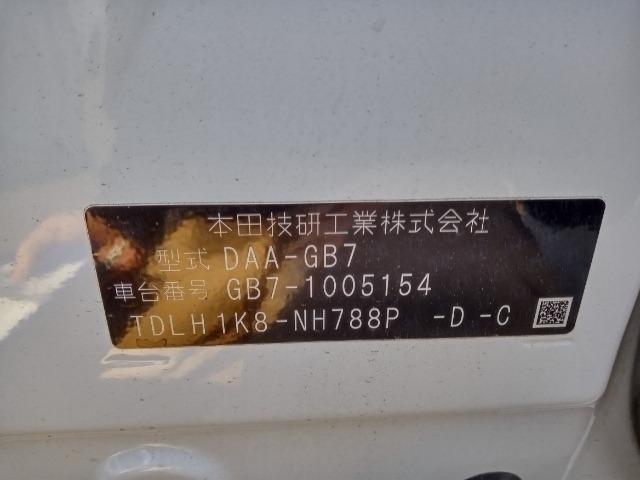 本田技研工業株式会社
型式 DAA-GB7
車台番号 GB7-1005154
TDLH1K8-NH788P -D-C